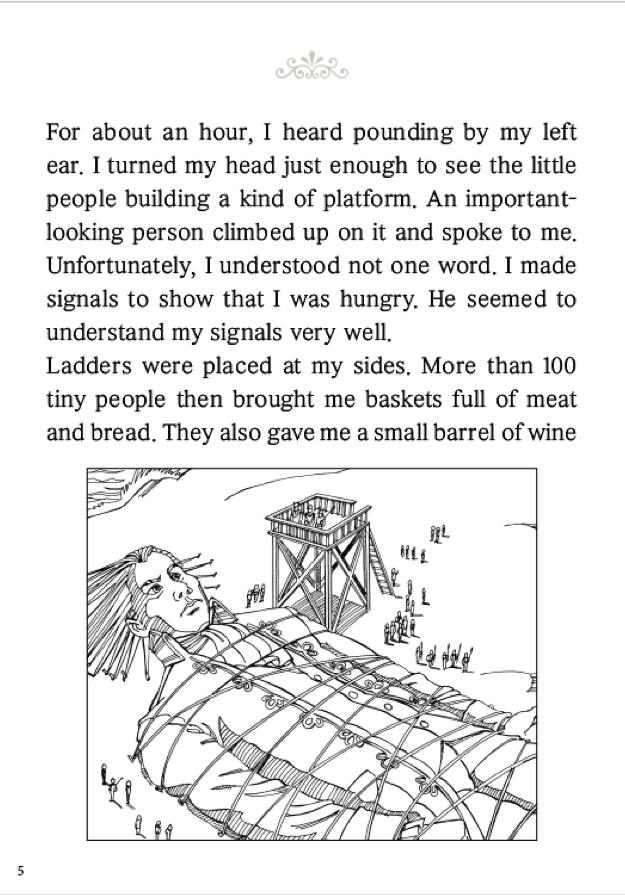 For about an hour, I heard pounding by my left
ear. I turned my head just enough to see the little
people building a kind of platform. An important-
looking person climbed up on it and spoke to me.
Unfortunately, I understood not one word. I made
signals to show that I was hungry. He seemed to
understand my signals very well.
Ladders were placed at my sides. More than 100
tiny people then brought me baskets full of meat
and bread. They also gave me a small barrel of wine
5